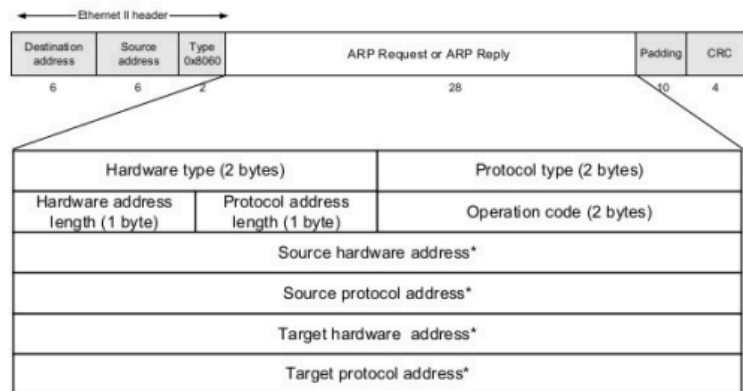 Ethernet II header
Destination address
Source address
Type 0x8060
ARP Request or ARP Reply
Padding
CRC
6
6
2
28
10
4
Hardware type (2 bytes)
Protocol type (2 bytes)
Hardware address length (1 byte)
Protocol address length (1 byte)
Operation code (2 bytes)
Source hardware address*
Source protocol address*
Target hardware address*
Target protocol address*